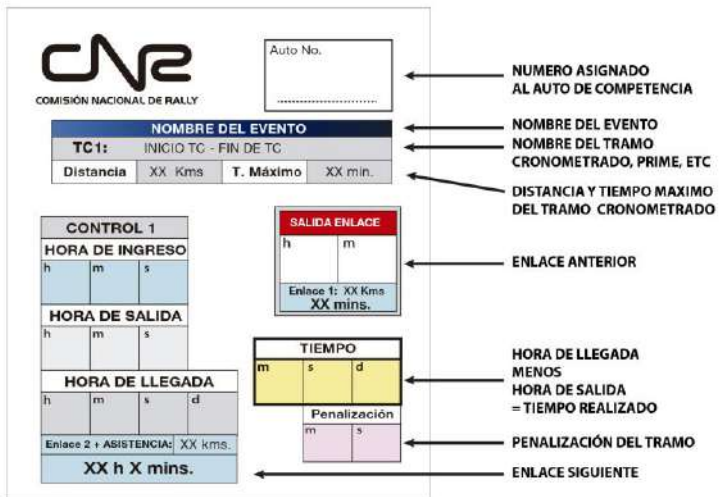 CNR
COMISIÓN NACIONAL DE RALLY
Auto No.
NUMERO ASIGNADO
AL AUTO DE COMPETENCIA
NOMBRE DEL EVENTO
NOMBRE DEL EVENTO
TC1: INICIO TC - FIN DE TC
NOMBRE DEL TRAMO
CRONOMETRADO, PRIME, ETC
Distancia XX Kms T. Máximo XX min.
DISTANCIA Y TIEMPO MAXIMO
DEL TRAMO CRONOMETRADO
CONTROL 1
HORA DE INGRESO
h m s
SALIDA ENLACE
h m
Enlace 1: XX Kms
XX mins.
ENLACE ANTERIOR
HORA DE SALIDA
h m s
TIEMPO
m s d
HORA DE LLEGADA
MENOS
HORA DE SALIDA
= TIEMPO REALIZADO
HORA DE LLEGADA
h m s d
Penalización
m s
PENALIZACIÓN DEL TRAMO
Enlace 2 + ASISTENCIA: XX kms.
XX h X mins.
ENLACE SIGUIENTE